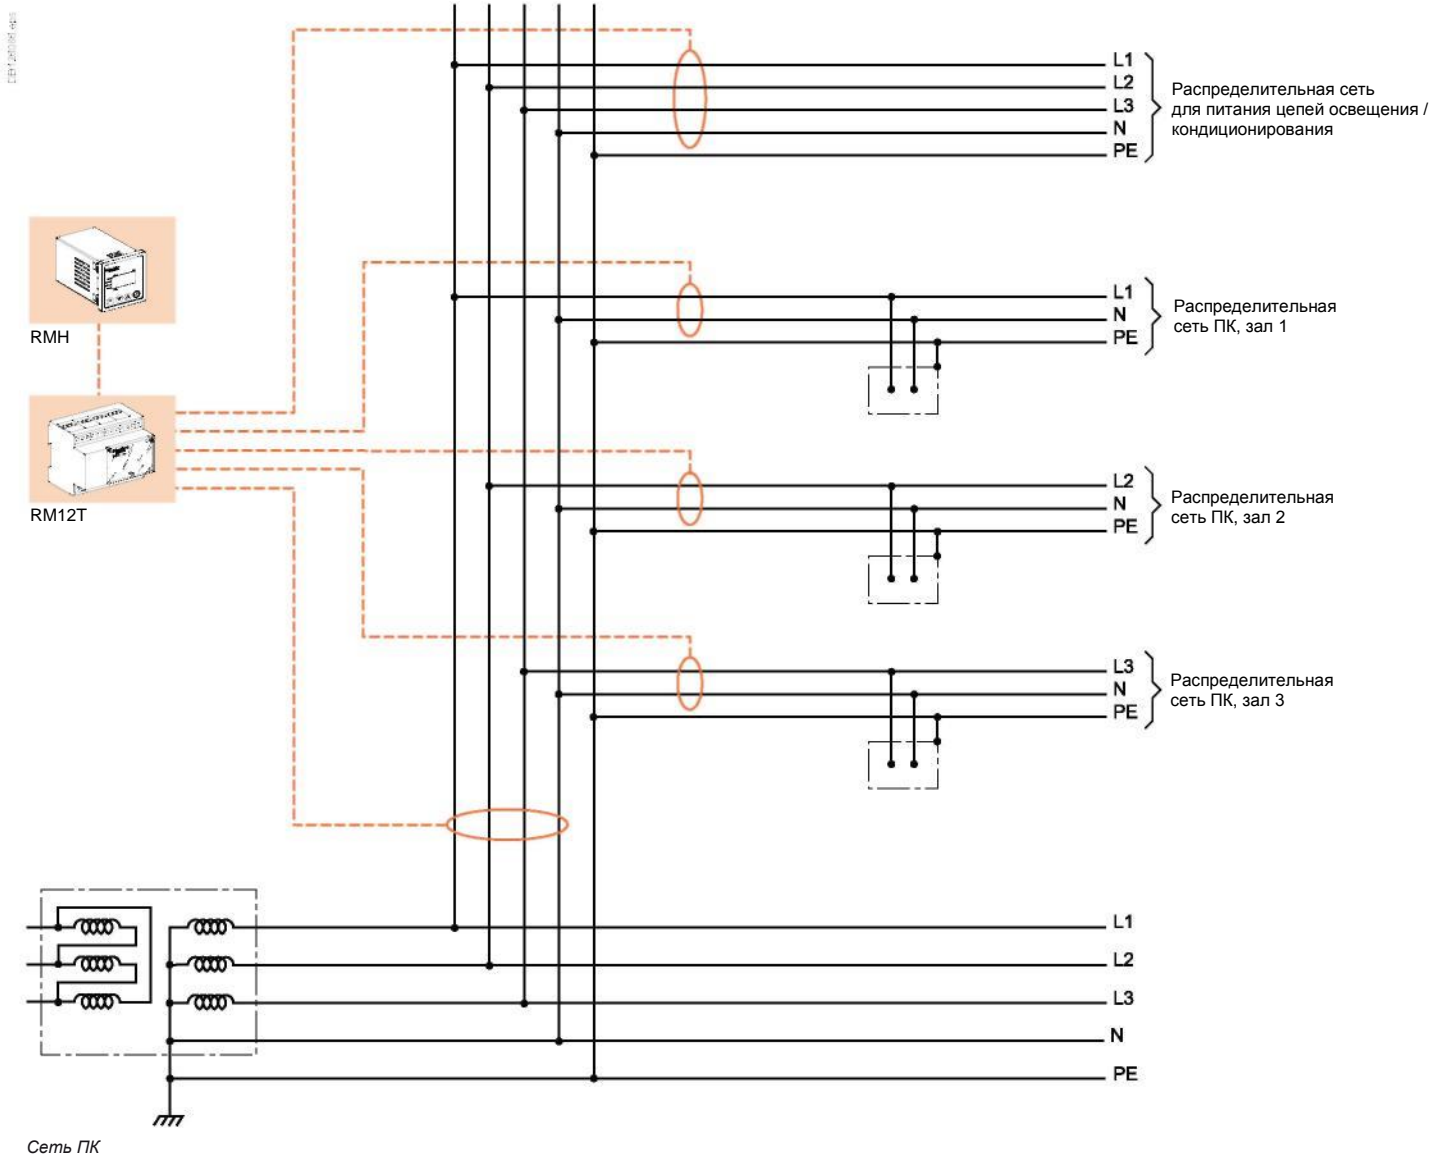 L1
L2
L3
N
PE
Распределительная сеть
для питания цепей освещения /
кондиционирования
RMH
L1
N
PE
Распределительная
сеть ПК, зал 1
RM12T
L2
N
PE
Распределительная
сеть ПК, зал 2
L3
N
PE
Распределительная
сеть ПК, зал 3
L1
L2
L3
N
PE
Сеть ПК